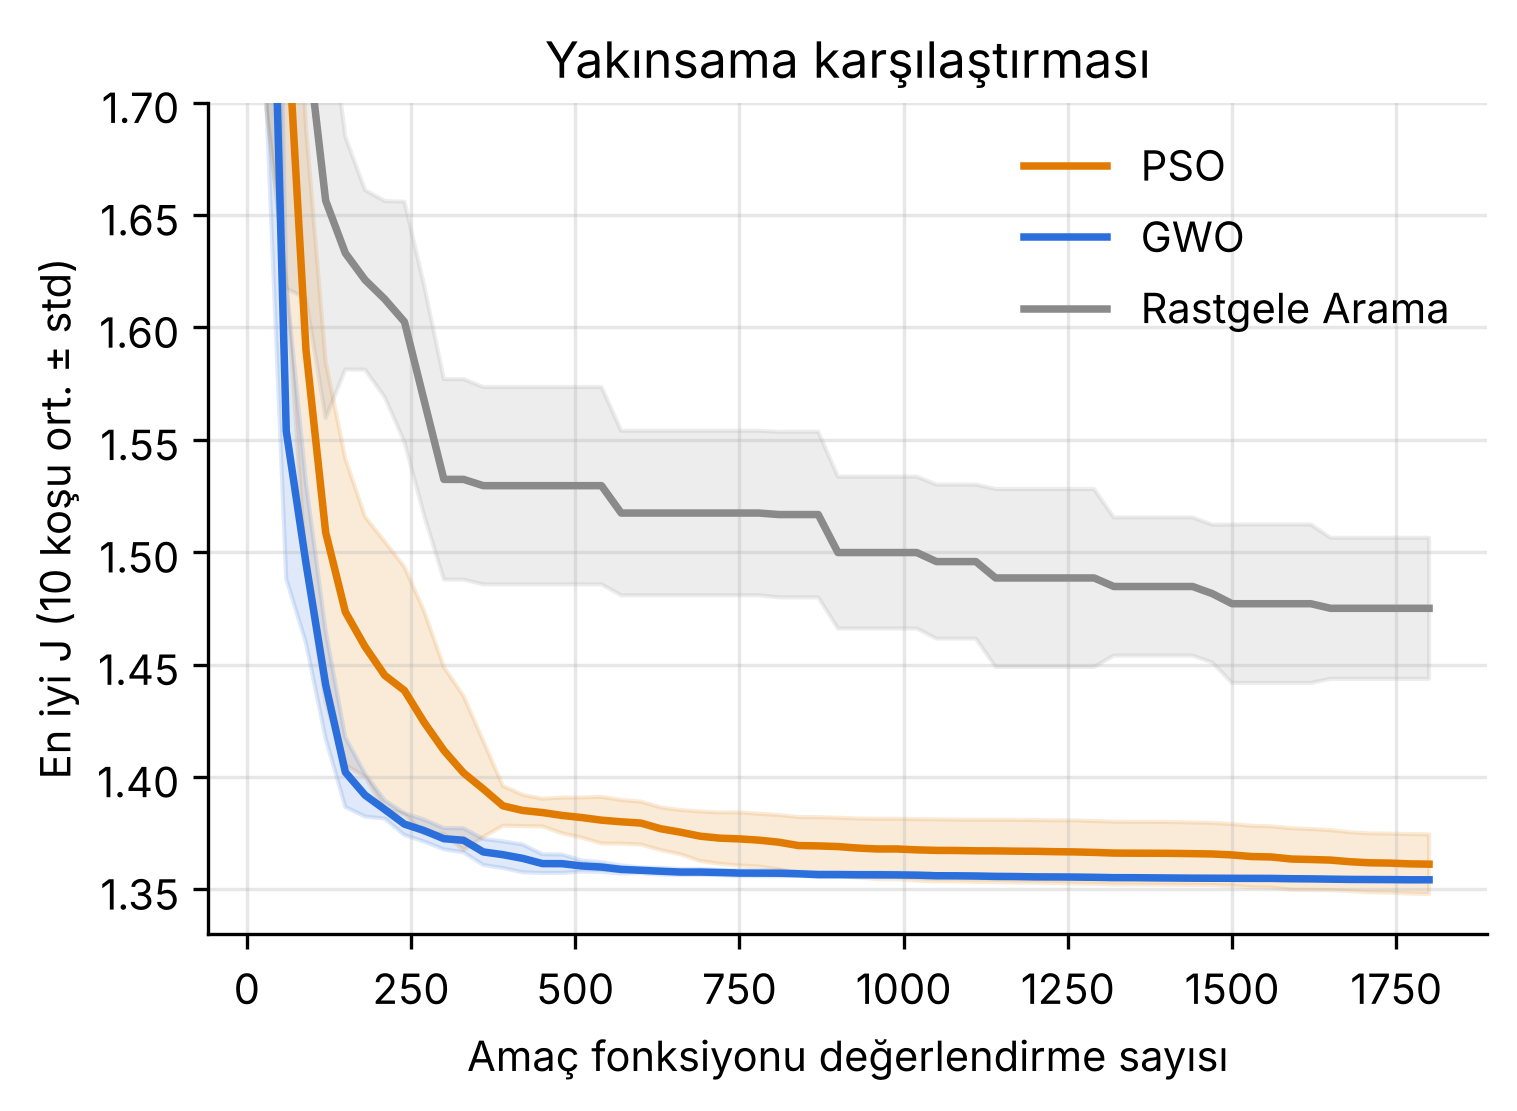 Yakınsama karşılaştırması
1.70
1.65
1.60
1.55
1.50
1.45
1.40
1.35
En iyi J (10 koşu ort. ± std)
PSO
GWO
Rastgele Arama
0 250 500 750 1000 1250 1500 1750
Amaç fonksiyonu değerlendirme sayısı